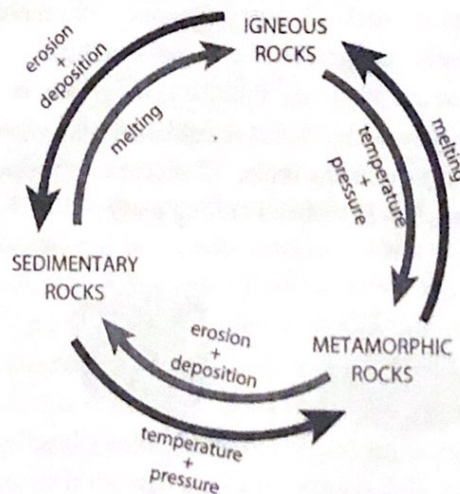 IGNEOUS
ROCKS
erosion
+
deposition
melting
temperature
+
pressure
melting
SEDIMENTARY
ROCKS
erosion
+
deposition
METAMORPHIC
ROCKS
temperature
+
pressure